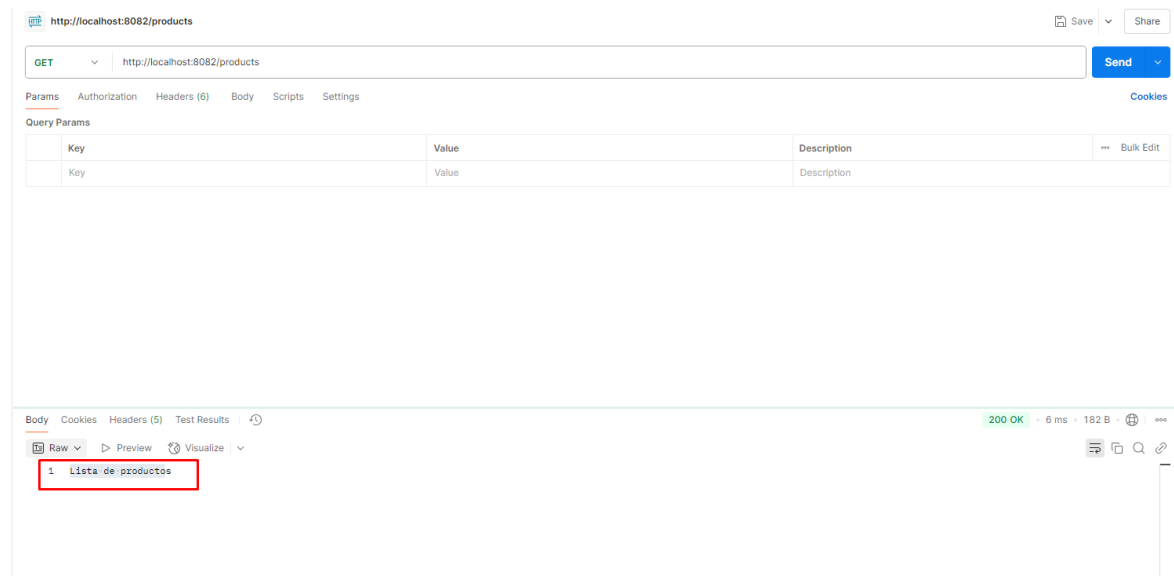 HTTP http://localhost:8082/products Save Share
GET http://localhost:8082/products Send
Params Authorization Headers (6) Body Scripts Settings Cookies
Query Params
Key Value Description Bulk Edit
Key Value Description
Body Cookies Headers (5) Test Results 200 OK 6 ms 182 B
Raw Preview Visualize
1 Lista de productos